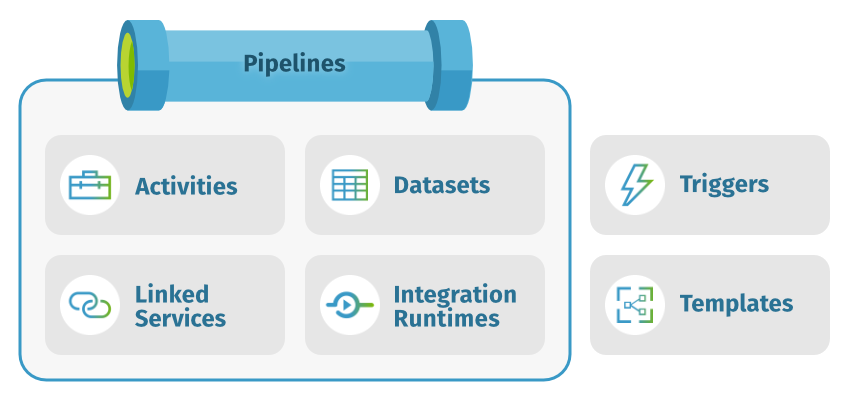 Pipelines
Activities
Datasets
Triggers
Linked
Services
Integration
Runtimes
Templates